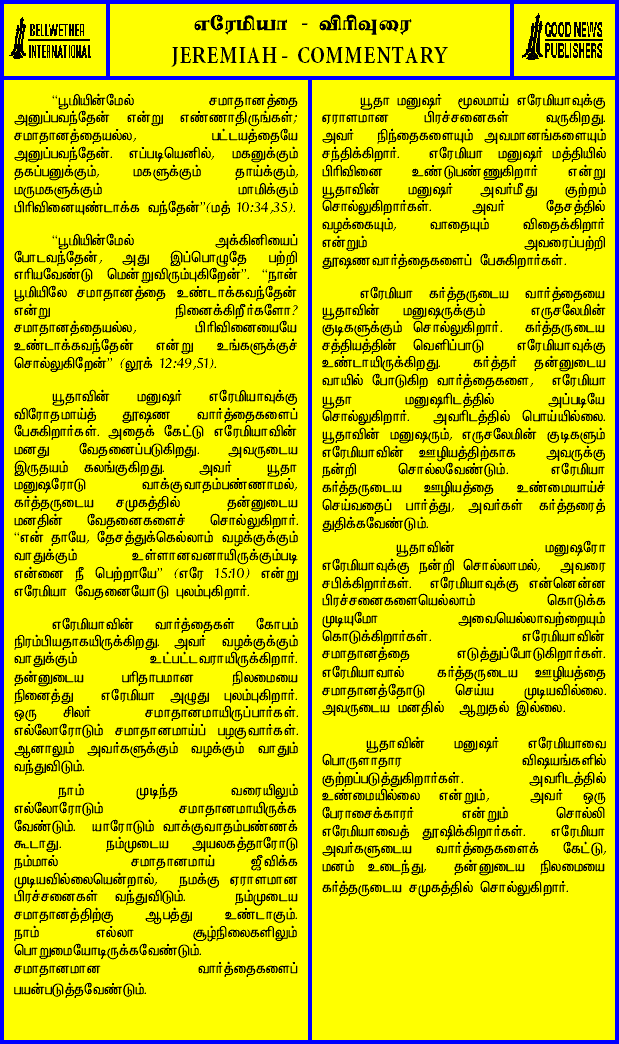 BELLWETHER
INTERNATIONAL
எரேமியா - விரிவுரை
JEREMIAH - COMMENTARY
GOOD NEWS
PUBLISHERS
“பூமியின்மேல் சமாதானத்தை
அனுப்பவந்தேன் என்று எண்ணாதிருங்கள்;
சமாதானத்தையல்ல, பட்டயத்தையே
அனுப்பவந்தேன். எப்படியெனில், மகனுக்கும்
தகப்பனுக்கும், மகளுக்கும் தாய்க்கும்,
மருமகளுக்கும் மாமிக்கும்
பிரிவினையுண்டாக்க வந்தேன்”(மத் 10:34,35).
“பூமியின்மேல் அக்கினியைப்
போடவந்தேன், அது இப்பொழுதே பற்றி
எரியவேண்டு மென்றுவிரும்புகிறேன்”. “நான்
பூமியிலே சமாதானத்தை உண்டாக்கவந்தேன்
என்று நினைக்கிறீர்களோ?
சமாதானத்தையல்ல, பிரிவினையையே
உண்டாக்கவந்தேன் என்று உங்களுக்குச்
சொல்லுகிறேன்” (லூக் 12:49,51).
யூதாவின் மனுஷர் எரேமியாவுக்கு
விரோதமாய்த் தூஷண வார்த்தைகளைப்
பேசுகிறார்கள். அதைக் கேட்டு எரேமியாவின்
மனது வேதனைப்படுகிறது. அவருடைய
இருதயம் கலங்குகிறது. அவர் யூதா
மனுஷரோடு வாக்குவாதம்பண்ணாமல்,
கர்த்தருடைய சமுகத்தில் தன்னுடைய
மனதின் வேதனைகளைச் சொல்லுகிறார்.
“என் தாயே, தேசத்துக்கெல்லாம் வழக்குக்கும்
வாதுக்கும் உள்ளானவனாயிருக்கும்படி
என்னை நீ பெற்றாயே” (எரே 15:10) என்று
எரேமியா வேதனையோடு புலம்புகிறார்.
எரேமியாவின் வார்த்தைகள் கோபம்
நிரம்பியதாகயிருக்கிறது. அவர் வழக்குக்கும்
வாதுக்கும் உட்பட்டவராயிருக்கிறார்.
தன்னுடைய பரிதாபமான நிலமையை
நினைத்து எரேமியா அழுது புலம்புகிறார்.
ஒரு சிலர் சமாதானமாயிருப்பார்கள்.
எல்லோரோடும் சமாதானமாய்ப் பழகுவார்கள்.
ஆனாலும் அவர்களுக்கும் வழக்கும் வாதும்
வந்துவிடும்.
நாம் முடிந்த வரையிலும்
எல்லோரோடும் சமாதானமாயிருக்க
வேண்டும். யாரோடும் வாக்குவாதம்பண்ணக்
கூடாது. நம்முடைய அயலகத்தாரோடு
நம்மால் சமாதானமாய் ஜீவிக்க
முடியவில்லையென்றால், நமக்கு ஏராளமான
பிரச்சனைகள் வந்துவிடும். நம்முடைய
சமாதானத்திற்கு ஆபத்து உண்டாகும்.
நாம் எல்லா சூழ்நிலைகளிலும்
பொறுமையோடிருக்கவேண்டும்.
சமாதானமான வார்த்தைகளைப்
பயன்படுத்தவேண்டும்.
யூதா மனுஷர் மூலமாய் எரேமியாவுக்கு
ஏராளமான பிரச்சனைகள் வருகிறது.
அவர் நிந்தைகளையும் அவமானங்களையும்
சந்திக்கிறார். எரேமியா மனுஷர் மத்தியில்
பிரிவினை உண்டுபண்ணுகிறார் என்று
யூதாவின் மனுஷர் அவர்மீது குற்றம்
சொல்லுகிறார்கள். அவர் தேசத்தில்
வழக்கையும், வாதையும் விதைக்கிறார்
என்றும் அவரைப்பற்றி
தூஷணவார்த்தைகளைப் பேசுகிறார்கள்.
எரேமியா கர்த்தருடைய வார்த்தையை
யூதாவின் மனுஷருக்கும் எருசலேமின்
குடிகளுக்கும் சொல்லுகிறார். கர்த்தருடைய
சத்தியத்தின் வெளிப்பாடு எரேமியாவுக்கு
உண்டாயிருக்கிறது. கர்த்தர் தன்னுடைய
வாயில் போடுகிற வார்த்தைகளை, எரேமியா
யூதா மனுஷரிடத்தில் அப்படியே
சொல்லுகிறார். அவரிடத்தில் பொய்யில்லை.
யூதாவின் மனுஷரும், எருசலேமின் குடிகளும்
எரேமியாவின் ஊழியத்திற்காக அவருக்கு
நன்றி சொல்லவேண்டும். எரேமியா
கர்த்தருடைய ஊழியத்தை உண்மையாய்ச்
செய்வதைப் பார்த்து, அவர்கள் கர்த்தரைத்
துதிக்கவேண்டும்.
யூதாவின் மனுஷரோ
எரேமியாவுக்கு நன்றி சொல்லாமல், அவரை
சபிக்கிறார்கள். எரேமியாவுக்கு என்னென்ன
பிரச்சனைகளையெல்லாம் கொடுக்க
முடியுமோ அவையெல்லாவற்றையும்
கொடுக்கிறார்கள். எரேமியாவின்
சமாதானத்தை எடுத்துப்போடுகிறார்கள்.
எரேமியாவால் கர்த்தருடைய ஊழியத்தை
சமாதானத்தோடு செய்ய முடியவில்லை.
அவருடைய மனதில் ஆறுதல் இல்லை.
யூதாவின் மனுஷர் எரேமியாவை
பொருளாதார விஷயங்களில்
குற்றப்படுத்துகிறார்கள். அவரிடத்தில்
உண்மையில்லை என்றும், அவர் ஒரு
பேராசைக்காரர் என்றும் சொல்லி
எரேமியாவைத் தூஷிக்கிறார்கள். எரேமியா
அவர்களுடைய வார்த்தைகளைக் கேட்டு,
மனம் உடைந்து, தன்னுடைய நிலமையை
கர்த்தருடைய சமுகத்தில் சொல்லுகிறார்.